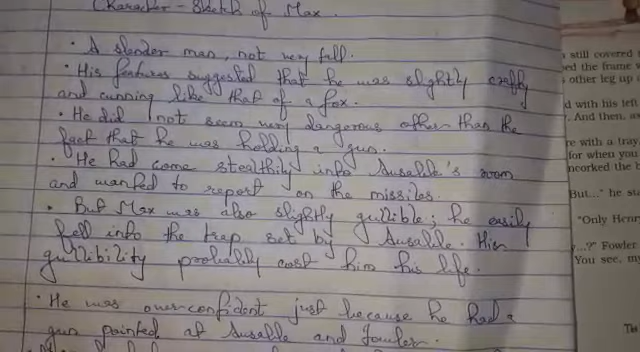 Character - Sketch of Max.
• A slender man, not very tall.
• His features suggested that he was slightly crafty
and cunning like that of a fox.
• He did not seem very dangerous other than the
fact that he was holding a gun.
• He had come stealthily into Ausable's room
and wanted to report on the missiles.
• But Max was also slightly gullible; he easily
fell into the trap set by Ausable. His
gullibility probably cost him his life.
• He was overconfident just because he had a
gun pointed at Ausable and Fowler.
still covered
the frame
other leg up
d with his left
. And then, a
re with a tray
for when you
ncorked the b
But..." he st
"Only Henr
...?" Fowler
You see, my